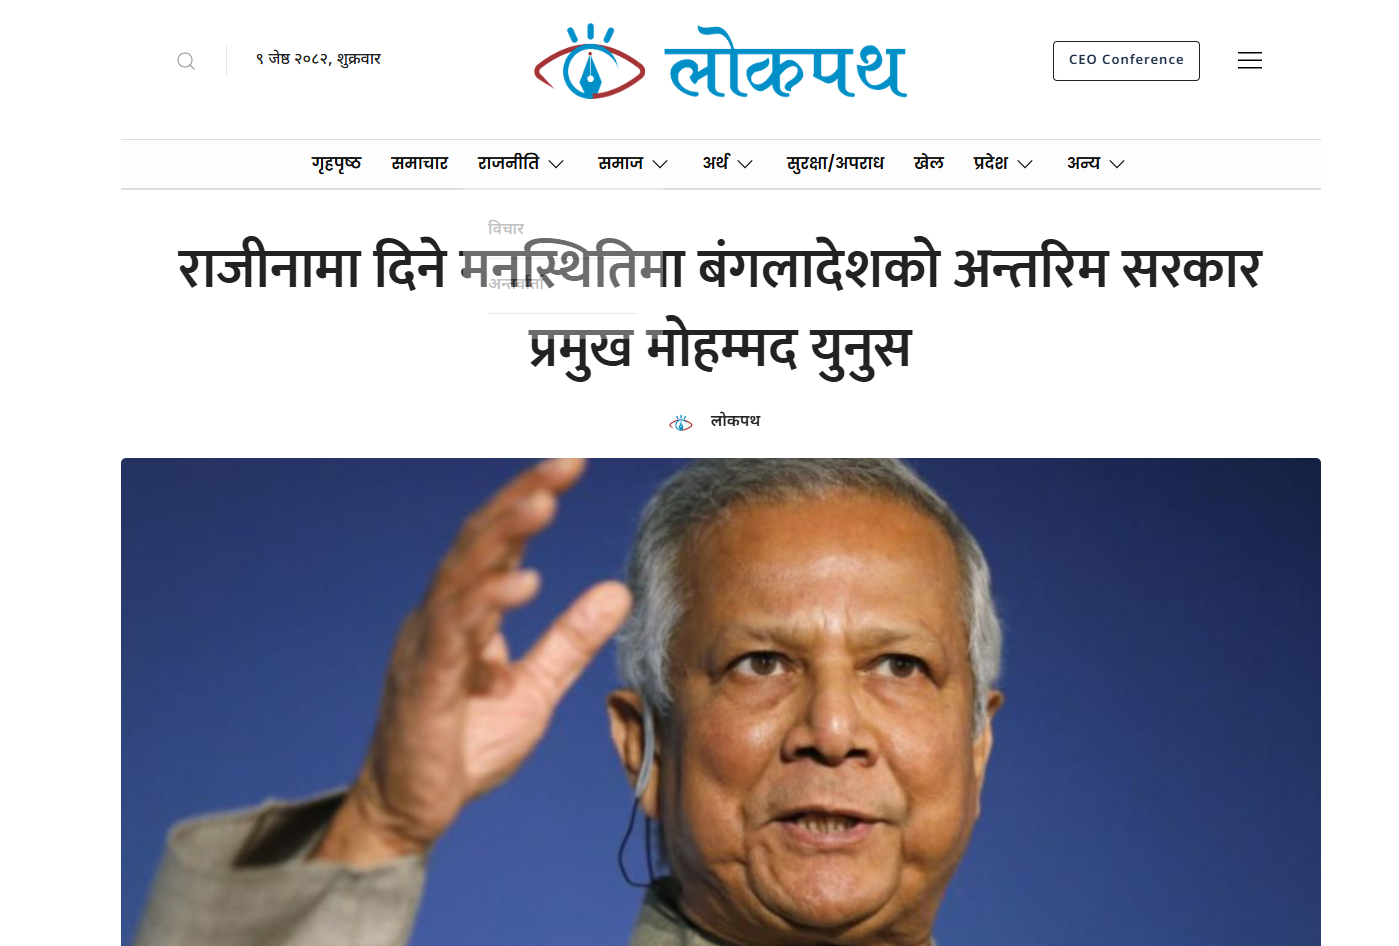 ९ जेष्ठ २०८२, शुक्रवार
लोकपथ
CEO Conference
गृहपृष्ठ समाचार राजनीति समाज अर्थ सुरक्षा/अपराध खेल प्रदेश अन्य
विचार
राजीनामा दिने मनस्थितिमा बंगलादेशको अन्तरिम सरकार
अन्तर्वार्ता
प्रमुख मोहम्मद युनुस
लोकपथ